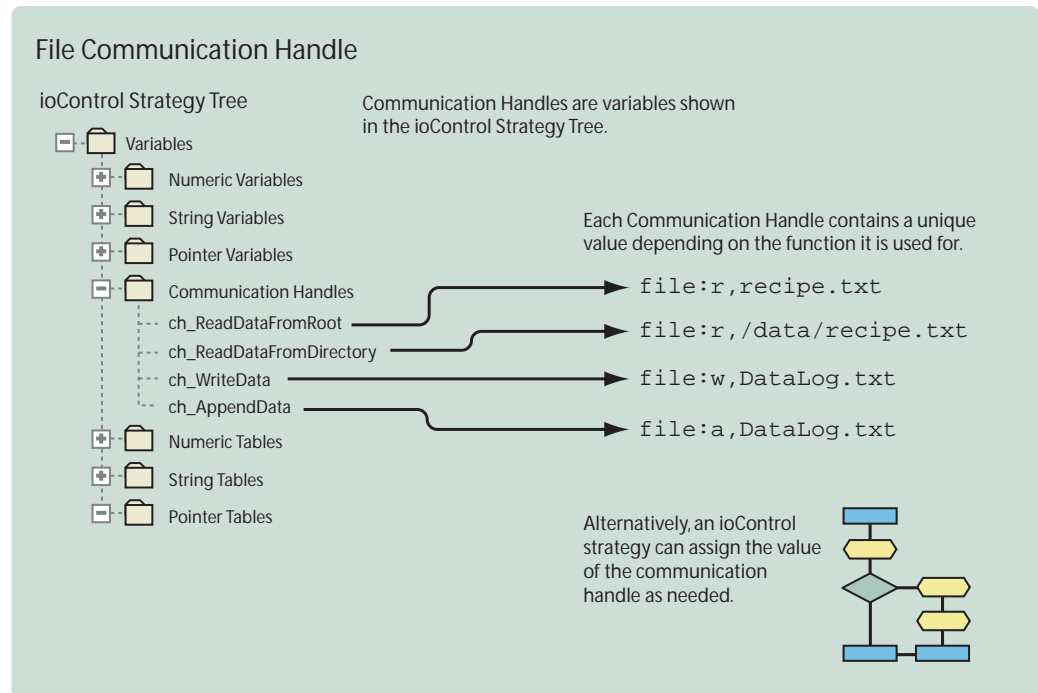 File Communication Handle
ioControl Strategy Tree
Communication Handles are variables shown
in the ioControl Strategy Tree.
Variables
Numeric Variables
String Variables
Pointer Variables
Communication Handles
ch_ReadDataFromRoot
ch_ReadDataFromDirectory
ch_WriteData
ch_AppendData
Numeric Tables
String Tables
Pointer Tables
Each Communication Handle contains a unique
value depending on the function it is used for.
file:r,recipe.txt
file:r,/data/recipe.txt
file:w,DataLog.txt
file:a,DataLog.txt
Alternatively, an ioControl
strategy can assign the value
of the communication
handle as needed.